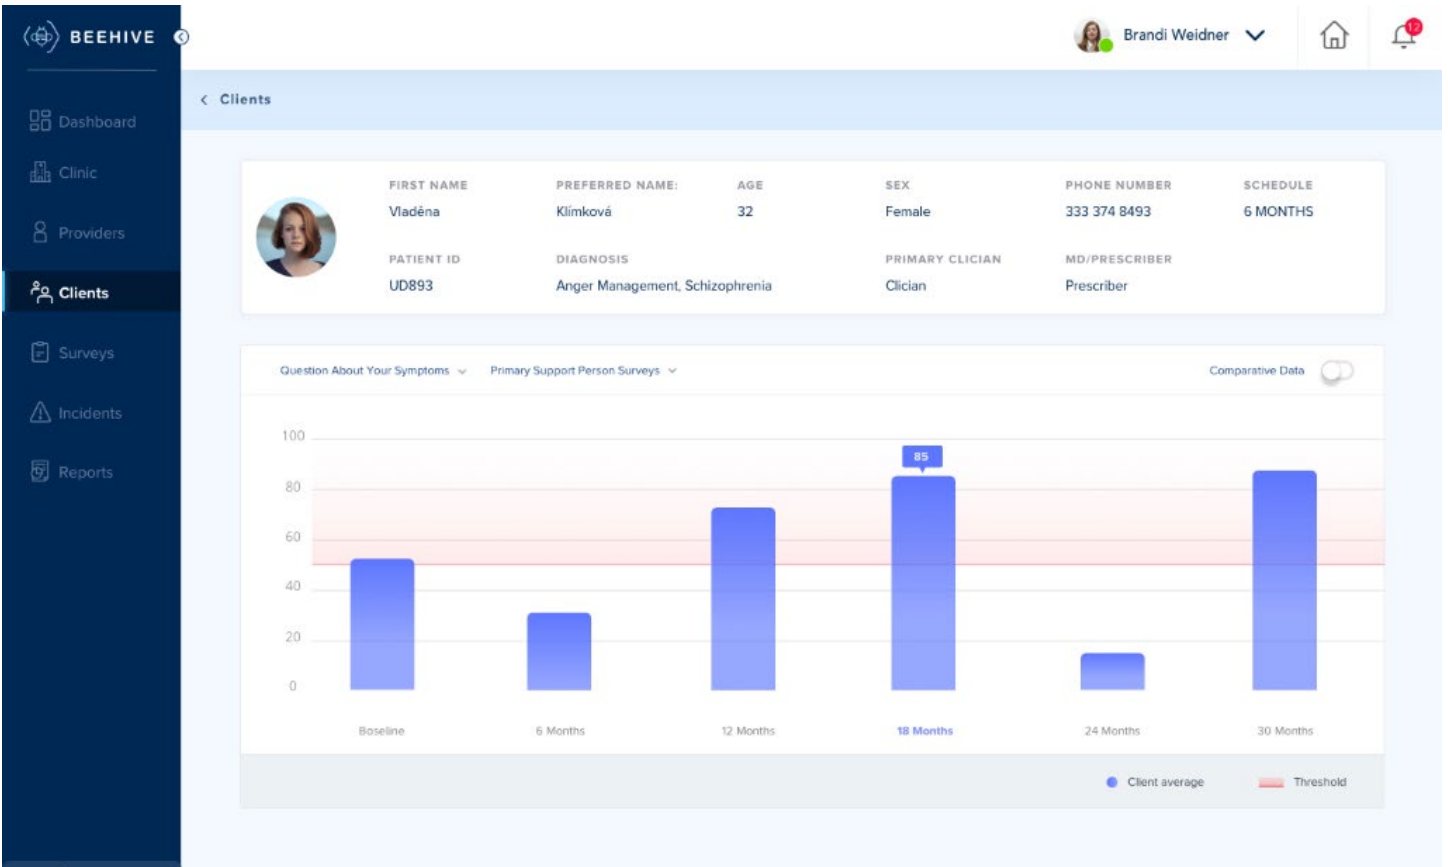 BEEHIVE
Brandi Weidner
12
Clients
Dashboard
Clinic
Providers
Clients
Surveys
Incidents
Reports
FIRST NAME PREFERRED NAME: AGE SEX PHONE NUMBER SCHEDULE
Vladěna Klímková 32 Female 333 374 8493 6 MONTHS
PATIENT ID DIAGNOSIS PRIMARY CLICIAN MD/PRESCRIBER
UD893 Anger Management, Schizophrenia Clician Prescriber
Question About Your Symptoms Primary Support Person Surveys Comparative Data
100
85
80
60
40
20
0
Boseline 6 Months 12 Months 18 Months 24 Months 30 Months
Client average Threshold